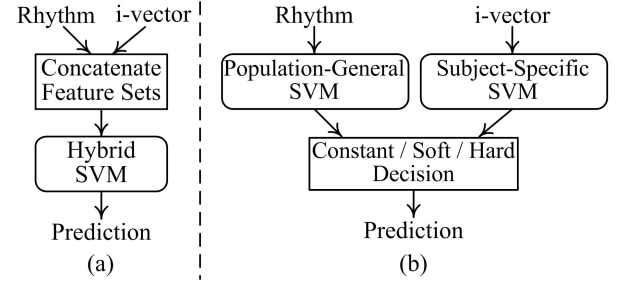 Rhythm i-vector
Concatenate
Feature Sets
Hybrid
SVM
Prediction
(a)
Rhythm i-vector
Population-General
SVM
Subject-Specific
SVM
Constant / Soft / Hard
Decision
Prediction
(b)